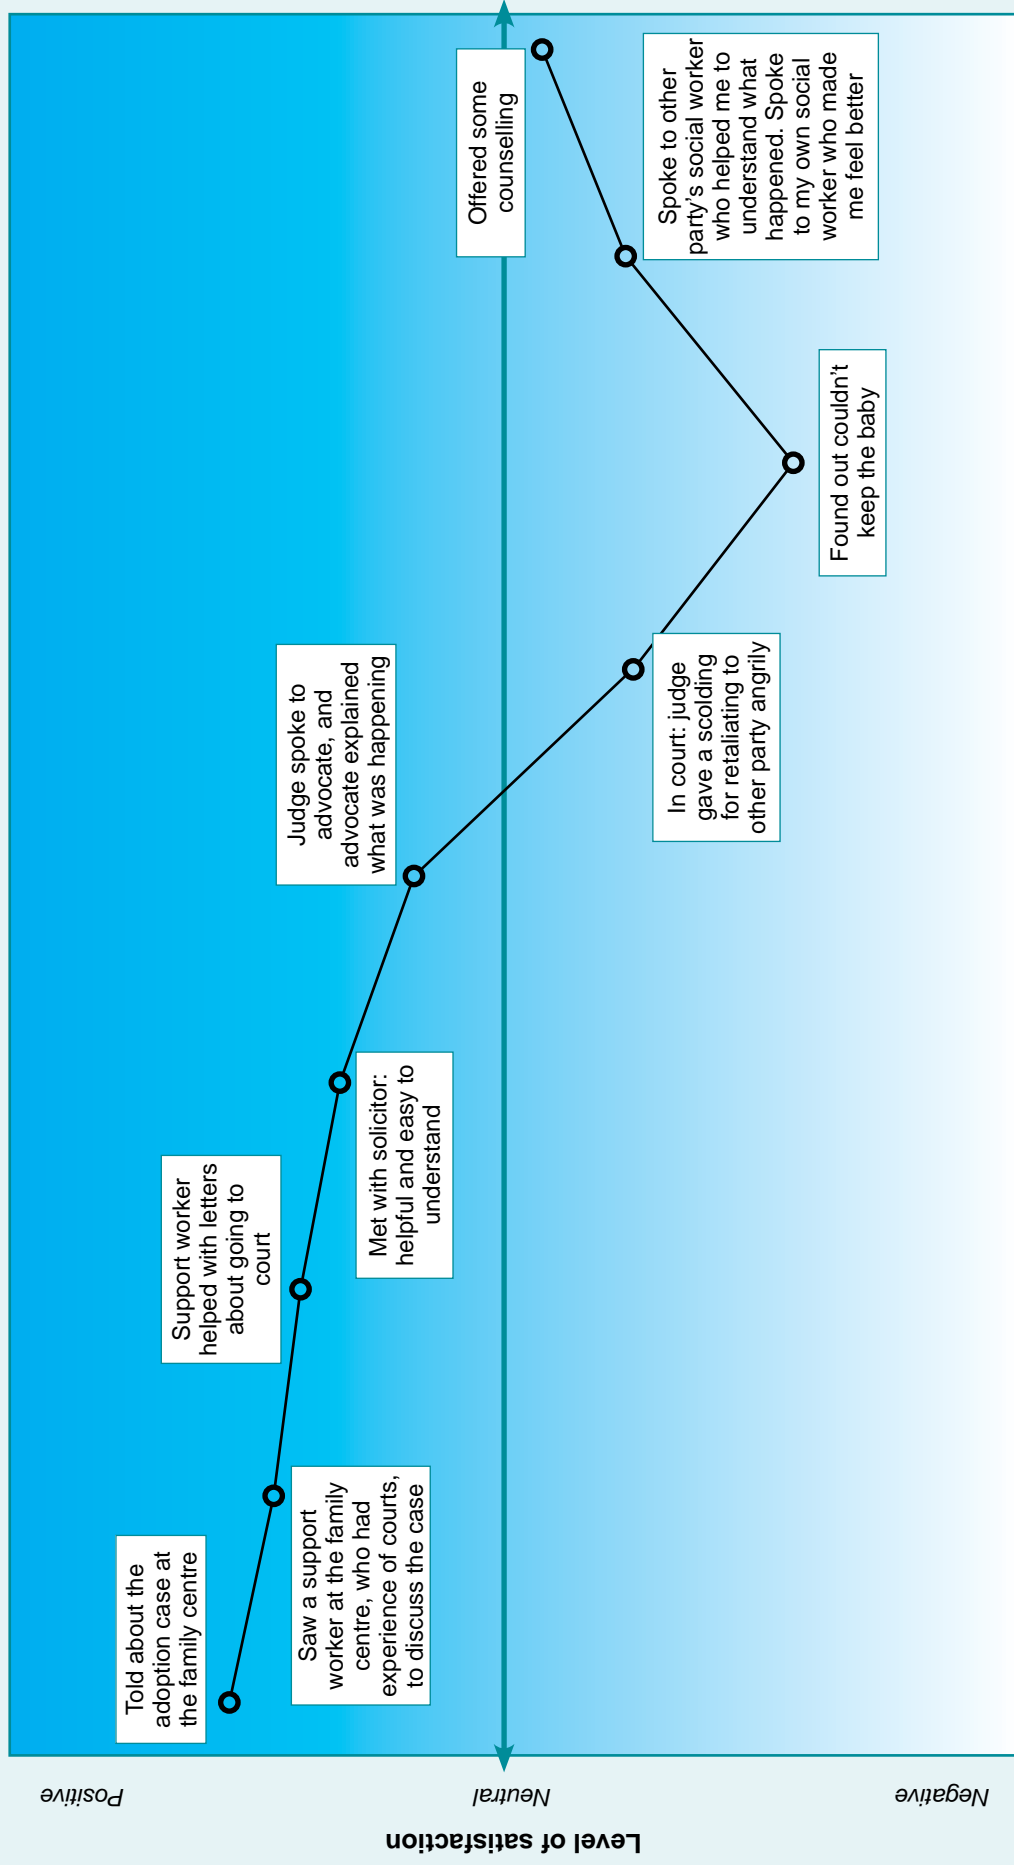 Level of satisfaction
Positive
Neutral
Negative
Told about the
adoption case at
the family centre
Saw a support
worker at the family
centre, who had
experience of courts,
to discuss the case
Support worker
helped with letters
about going to
court
Met with solicitor:
helpful and easy to
understand
Judge spoke to
advocate, and
advocate explained
what was happening
In court: judge
gave a scolding
for retaliating to
other party angrily
Found out couldn't
keep the baby
Spoke to other
party's social worker
who helped me to
understand what
happened. Spoke
to my own social
worker who made
me feel better
Offered some
counselling